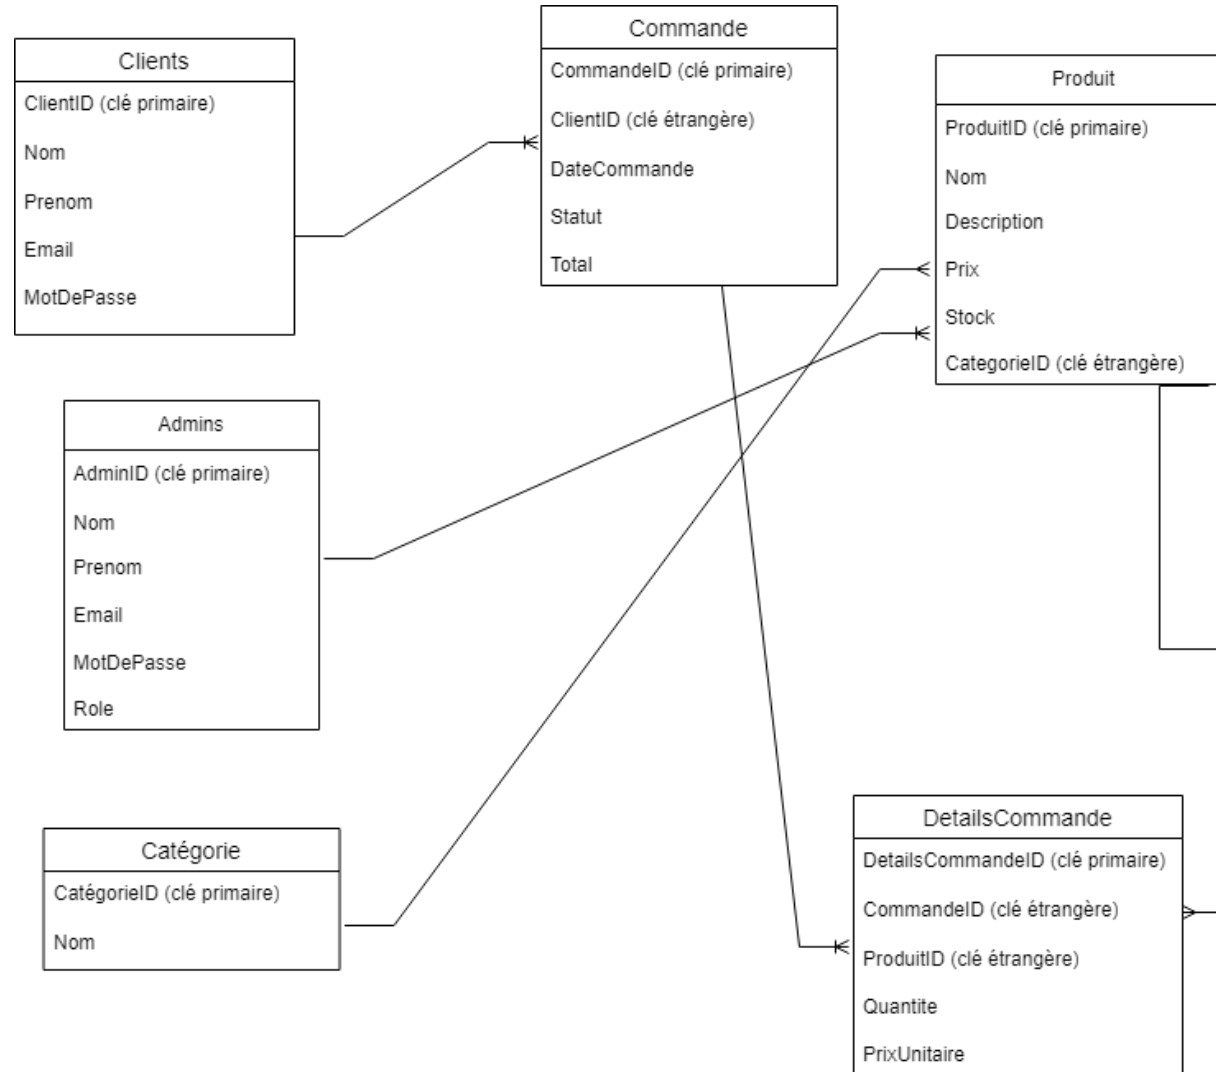 Clients
ClientID (clé primaire)
Nom
Prenom
Email
MotDePasse
Commande
CommandeID (clé primaire)
ClientID (clé étrangère)
DateCommande
Statut
Total
Produit
ProduitID (clé primaire)
Nom
Description
Prix
Stock
CategorieID (clé étrangère)
Admins
AdminID (clé primaire)
Nom
Prenom
Email
MotDePasse
Role
Catégorie
CatégorieID (clé primaire)
Nom
DetailsCommande
DetailsCommandeID (clé primaire)
CommandeID (clé étrangère)
ProduitID (clé étrangère)
Quantite
PrixUnitaire